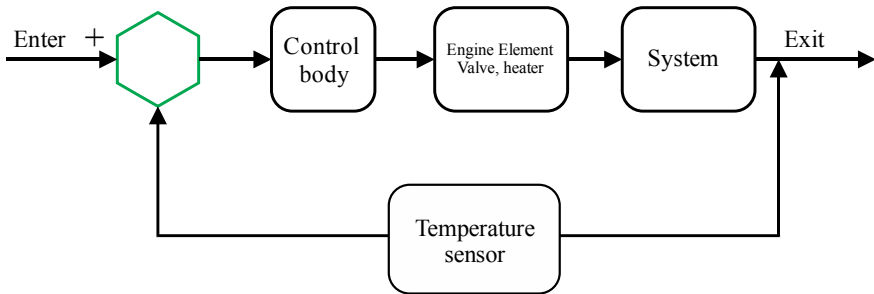 Enter +
Control
body
Engine Element
Valve, heater
System
Exit
Temperature
sensor